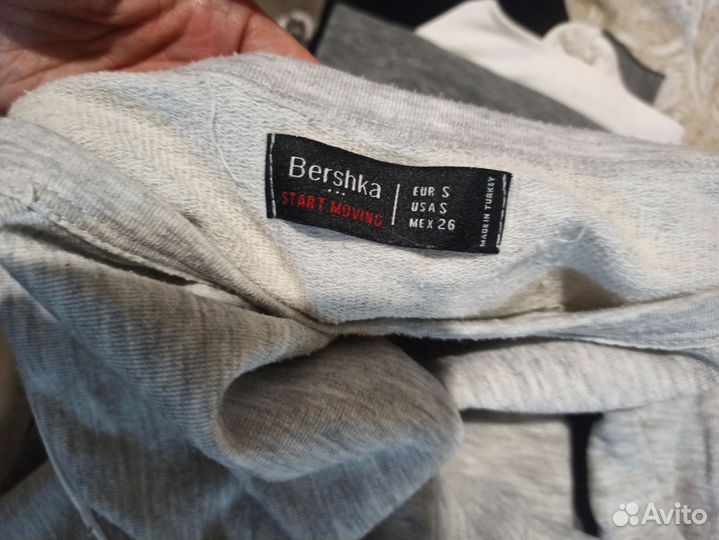 Bershka
START MOVING
EUR S
USA S
MEX 26
MADE IN TURKEY
Avito